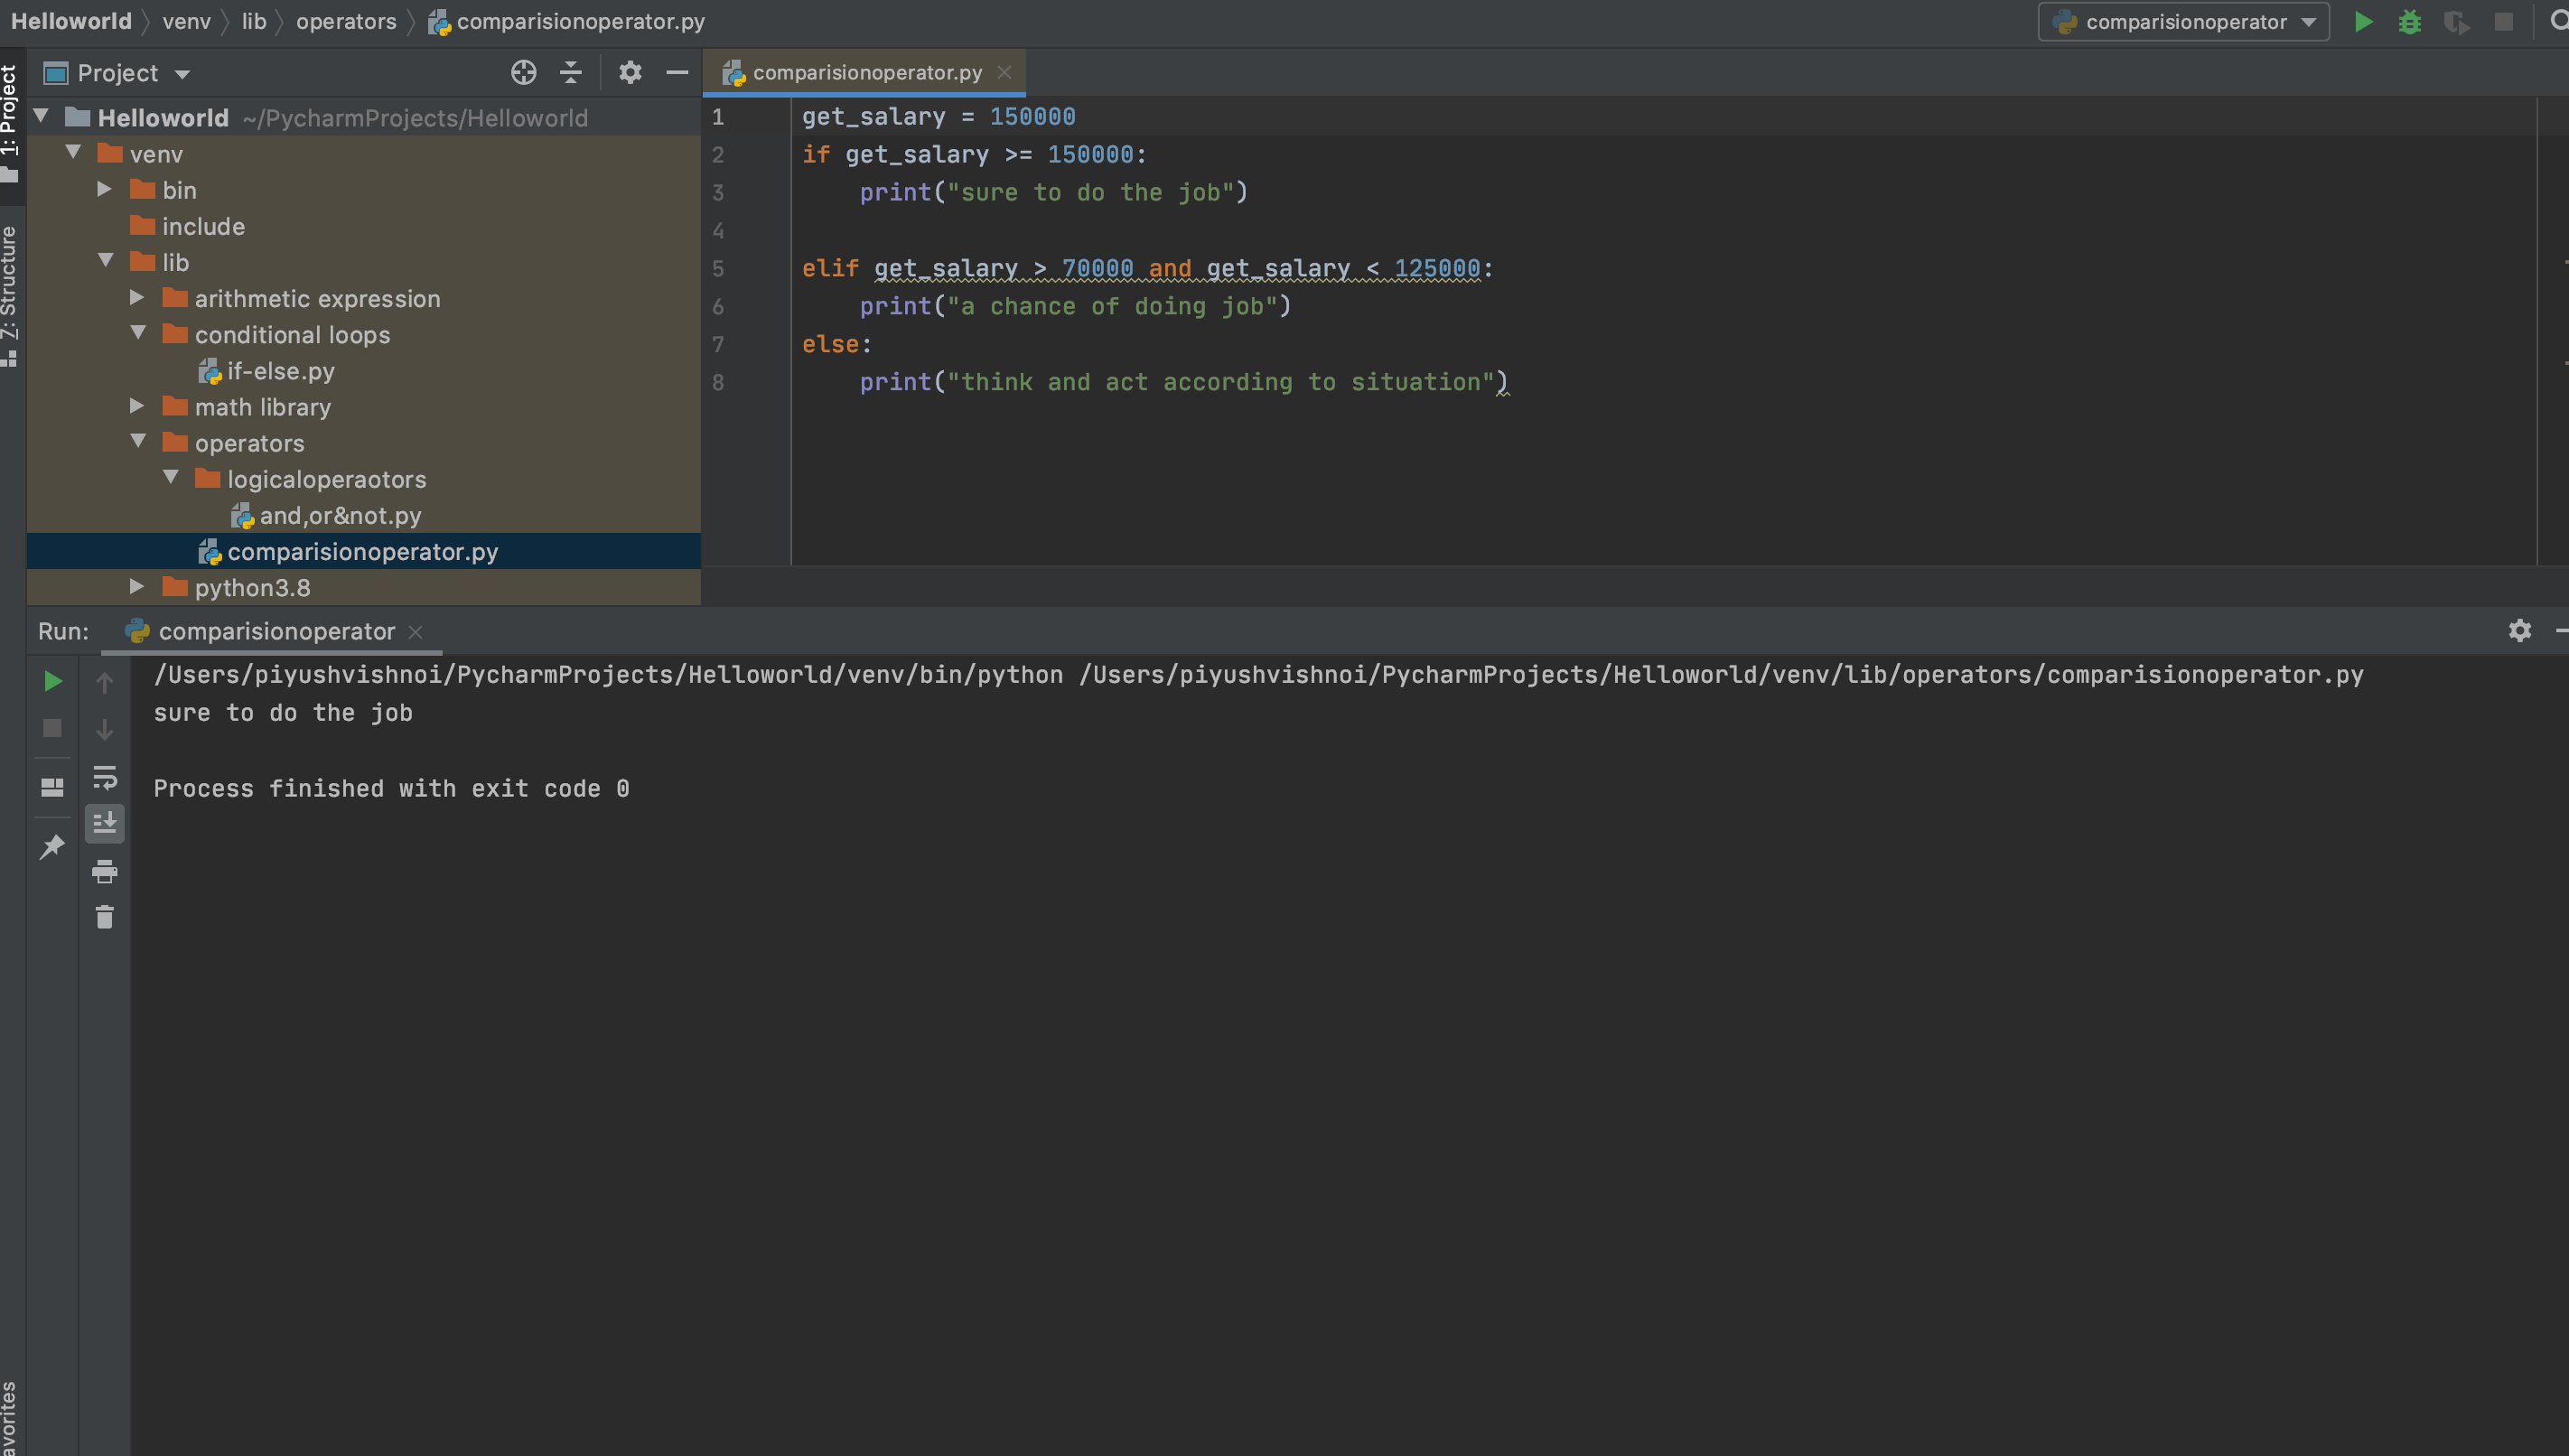 Helloworld venv lib operators comparisionoperator.py comparisionoperator
1: Project
7: Structure
avorites
Project
comparisionoperator.py
Helloworld ~/PycharmProjects/Helloworld
venv
bin
include
lib
arithmetic expression
conditional loops
if-else.py
math library
operators
logicaloperaotors
and,or&not.py
comparisionoperator.py
python3.8
1 get_salary = 150000
2 if get_salary >= 150000:
3     print("sure to do the job")
4
5 elif get_salary > 70000 and get_salary < 125000:
6     print("a chance of doing job")
7 else:
8     print("think and act according to situation")
Run: comparisionoperator
/Users/piyushvishnoi/PycharmProjects/Helloworld/venv/bin/python /Users/piyushvishnoi/PycharmProjects/Helloworld/venv/lib/operators/comparisionoperator.py
sure to do the job
Process finished with exit code 0